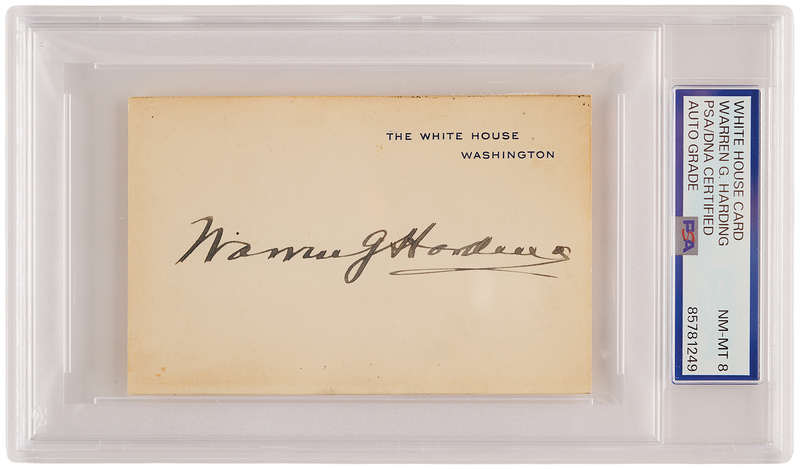 THE WHITE HOUSE
WASHINGTON
Warren G Harding
WHITE HOUSE CARD
WARREN G. HARDING
PSA/DNA CERTIFIED
AUTO GRADE
NM-MT 8
85781249
PSA